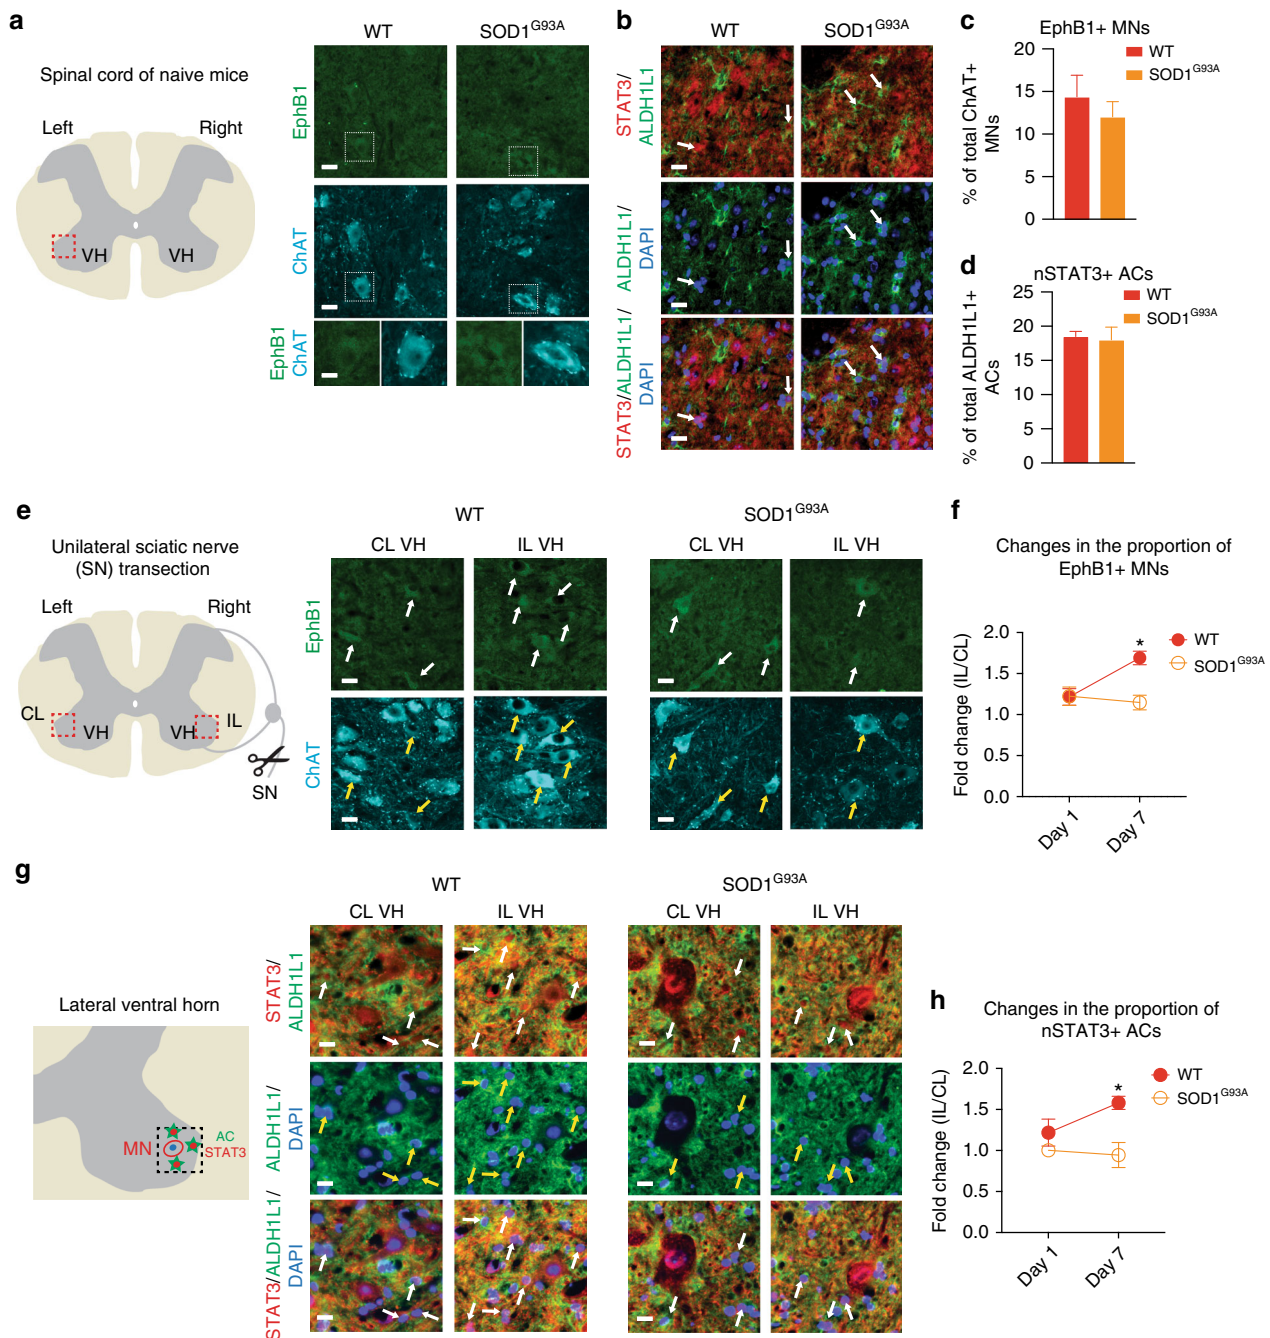 a
Spinal cord of naive mice
Left
Right
VH
VH
WT
SOD1G93A
EphB1
ChAT
EphB1
ChAT
b
WT
SOD1G93A
STAT3/
ALDH1L1
ALDH1L1/
DAPI
STAT3/ALDH1L1/
DAPI
c
EphB1+ MNs
% of total ChAT+
MNs
20
15
10
5
0
WT
SOD1G93A
d
nSTAT3+ ACs
% of total ALDH1L1+
ACs
25
20
15
10
5
0
WT
SOD1G93A
e
Unilateral sciatic nerve
(SN) transection
Left
Right
CL
VH
VH
IL
SN
WT
CL VH
IL VH
SOD1G93A
CL VH
IL VH
EphB1
ChAT
f
Changes in the proportion of
EphB1+ MNs
Fold change (IL/CL)
2.0
1.5
1.0
0.5
0.0
*
WT
SOD1G93A
Day 1
Day 7
g
Lateral ventral horn
MN
AC
STAT3
WT
CL VH
IL VH
SOD1G93A
CL VH
IL VH
STAT3/
ALDH1L1
ALDH1L1/
DAPI
STAT3/ALDH1L1/
DAPI
h
Changes in the proportion of
nSTAT3+ ACs
Fold change (IL/CL)
2.0
1.5
1.0
0.5
0.0
*
WT
SOD1G93A
Day 1
Day 7